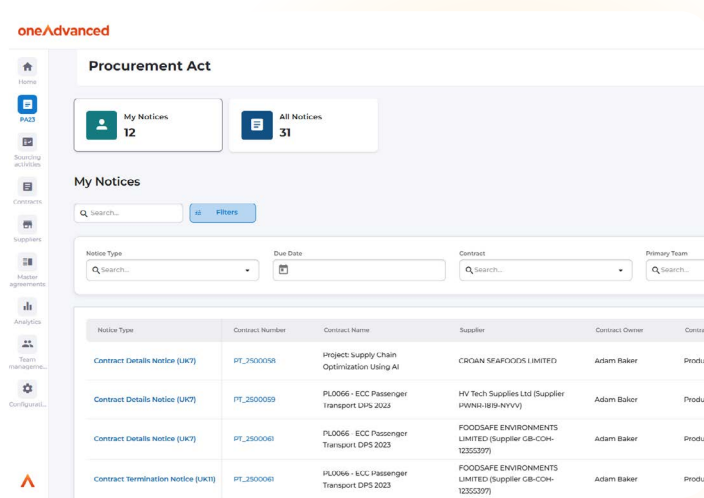 oneAdvanced
Home
PA23
Sourcing
activities
Contracts
Suppliers
Master
agreements
Analytics
Team
manageme...
Configurati...
Procurement Act
My Notices
12
All Notices
31
My Notices
Search...
Filters
Notice Type
Search...
Due Date
Contract
Search...
Primary Team
Search...
Notice Type Contract Number Contract Name Supplier Contract Owner Contra
Contract Details Notice (UK7) PT_2500058 Project: Supply Chain CROAN SEAFOODS LIMITED Adam Baker Produ
Optimization Using AI
Contract Details Notice (UK7) PT_2500059 PL0066 - ECC Passenger HV Tech Supplies Ltd (Supplier Adam Baker Produ
Transport DPS 2023 PWNR-1819-NYVV)
Contract Details Notice (UK7) PT_2500061 PL0066 - ECC Passenger FOODSAFE ENVIRONMENTS Adam Baker Produ
Transport DPS 2023 LIMITED (Supplier GB-COH-
12355397)
Contract Termination Notice (UK11) PT_2500061 PL0066 - ECC Passenger FOODSAFE ENVIRONMENTS Adam Baker Produ
Transport DPS 2023 LIMITED (Supplier GB-COH-
12355397)